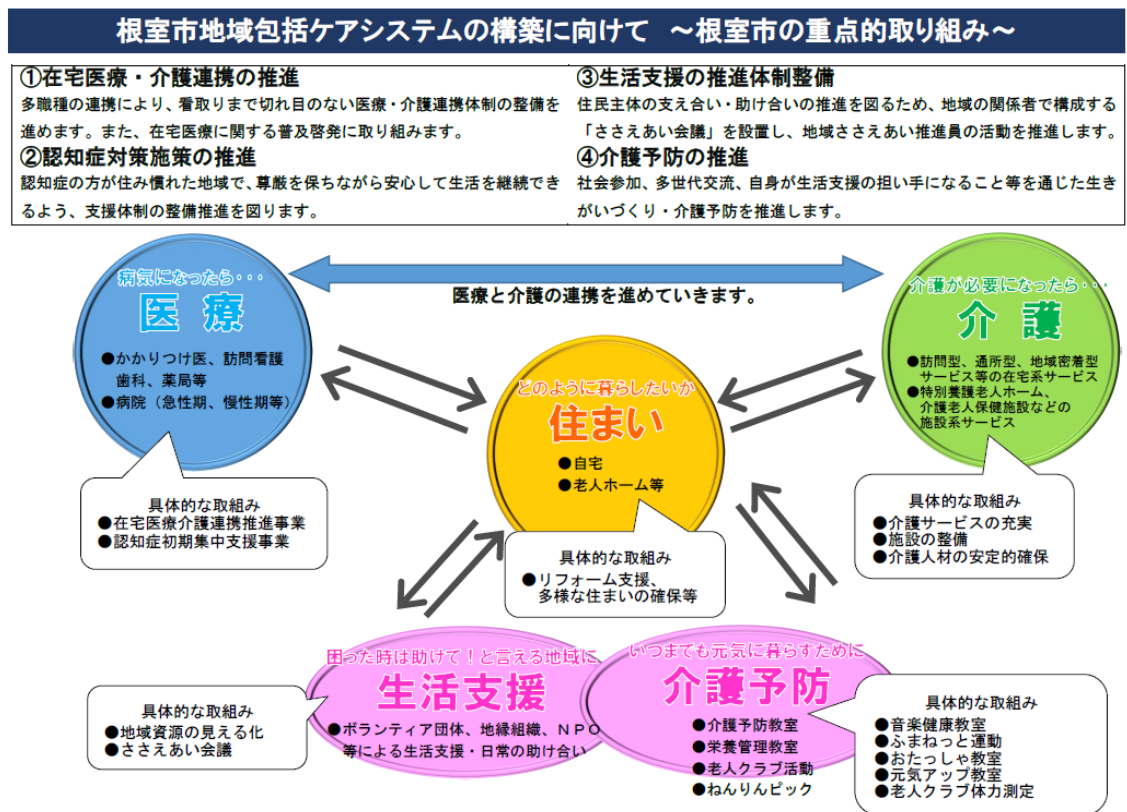 根室市地域包括ケアシステムの構築に向けて ～根室市の重点的取り組み～
①在宅医療・介護連携の推進
多職種の連携により、看取りまで切れ目のない医療・介護連携体制の整備を
進めます。また、在宅医療に関する普及啓発に取り組みます。
②認知症対策施策の推進
認知症の方が住み慣れた地域で、尊厳を保ちながら安心して生活を継続でき
るよう、支援体制の整備推進を図ります。
③生活支援の推進体制整備
住民主体の支え合い・助け合いの推進を図るため、地域の関係者で構成する
「ささえあい会議」を設置し、地域ささえあい推進員の活動を推進します。
④介護予防の推進
社会参加、多世代交流、自身が生活支援の担い手になること等を通じた生き
がいづくり・介護予防を推進します。
病気になったら・・・
医療
●かかりつけ医、訪問看護
歯科、薬局等
●病院（急性期、慢性期等）
具体的な取組み
●在宅医療介護連携推進事業
●認知症初期集中支援事業
医療と介護の連携を進めていきます。
介護が必要になったら・・・
介護
●訪問型、通所型、地域密着型
サービス等の在宅系サービス
●特別養護老人ホーム、
介護老人保健施設などの
施設系サービス
具体的な取組み
●介護サービスの充実
●施設の整備
●介護人材の安定的確保
どのように暮らしたいか
住まい
●自宅
●老人ホーム等
具体的な取組み
●リフォーム支援、
多様な住まいの確保等
困った時は助けて！と言える地域に
生活支援
●ボランティア団体、地縁組織、ＮＰＯ
等による生活支援・日常の助け合い
具体的な取組み
●地域資源の見える化
●ささえあい会議
いつまでも元気に暮らすために
介護予防
●介護予防教室
●栄養管理教室
●老人クラブ活動
●ねんりんピック
具体的な取組み
●音楽健康教室
●ふまねっと運動
●おたっしゃ教室
●元気アップ教室
●老人クラブ体力測定